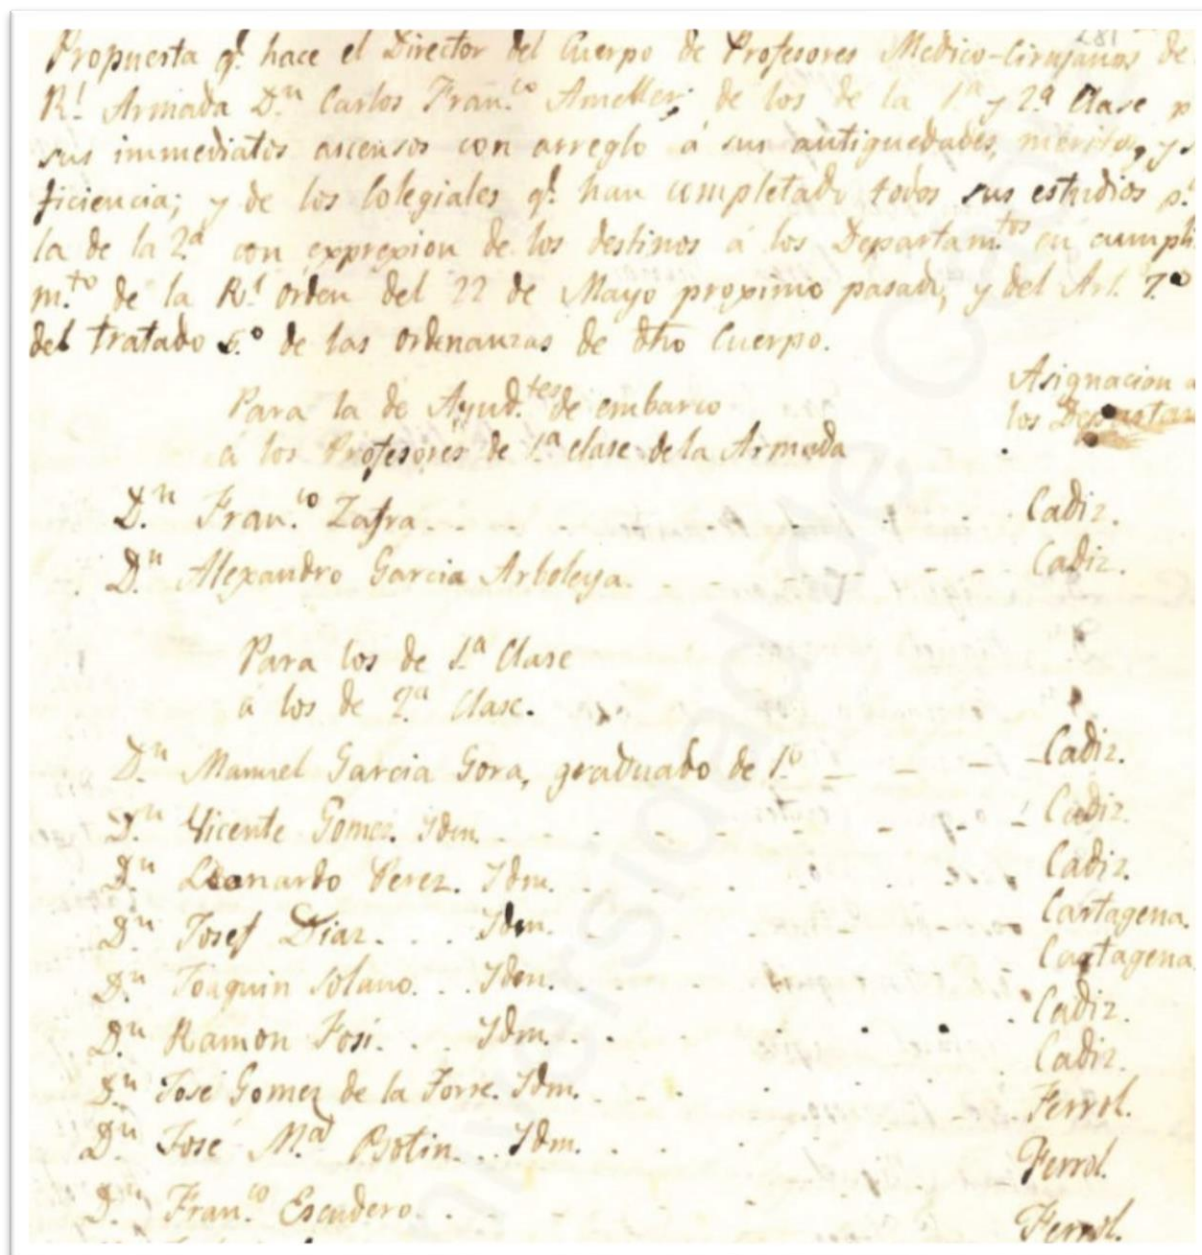 Propuesta q.e hace el Director del Cuerpo de Profesores Medico-Cirujanos de
R.l Armada D.n Carlos Fran.co Ameller, de los de la 1.a y 2.a Clase p
sus immediatos ascensos con arreglo á sus antiguedades, meritos, y s
ficiencia; y de los Colegiales q.e han completado todos sus estudios p.a
la de la 2.a con expresion de los destinos á los Departam.tos en cumpli
m.to de la R.l orden del 22 de Mayo proximo pasado, y del Art. 7.o
del tratado 5.o de las ordenanzas de dho Cuerpo.
Para la de Ayud.tes de embarco
á los Profesores de 1.a clase de la Armada
Asignacion a
los Departam
D.n Fran.co Zafra - - - Cadiz.
D.n Alexandro Garcia Arboleya. - - - Cadiz.
Para los de 1.a Clase
á los de 2.a Clase.
D.n Manuel Garcia Gora, graduado de 1.o - - - - Cadiz.
D.n Vicente Gomez. Idm. - - - Cadiz.
D.n Leonardo Perez. Idm. . . . Cadiz.
D.n Josef Diaz. . . Idm. - - - Cartagena.
D.n Joaquin Solano. . . Idm. Cartagena
D.n Ramon . . Idm. . . . Cadiz.
D.n José Gomez de la Torre. Idm. Cadiz.
D.n José M.a Botin. . . Idm. . . Ferrol.
D.n Fran.co Escudero. . Ferrol.
Ferrol.
Universidad de